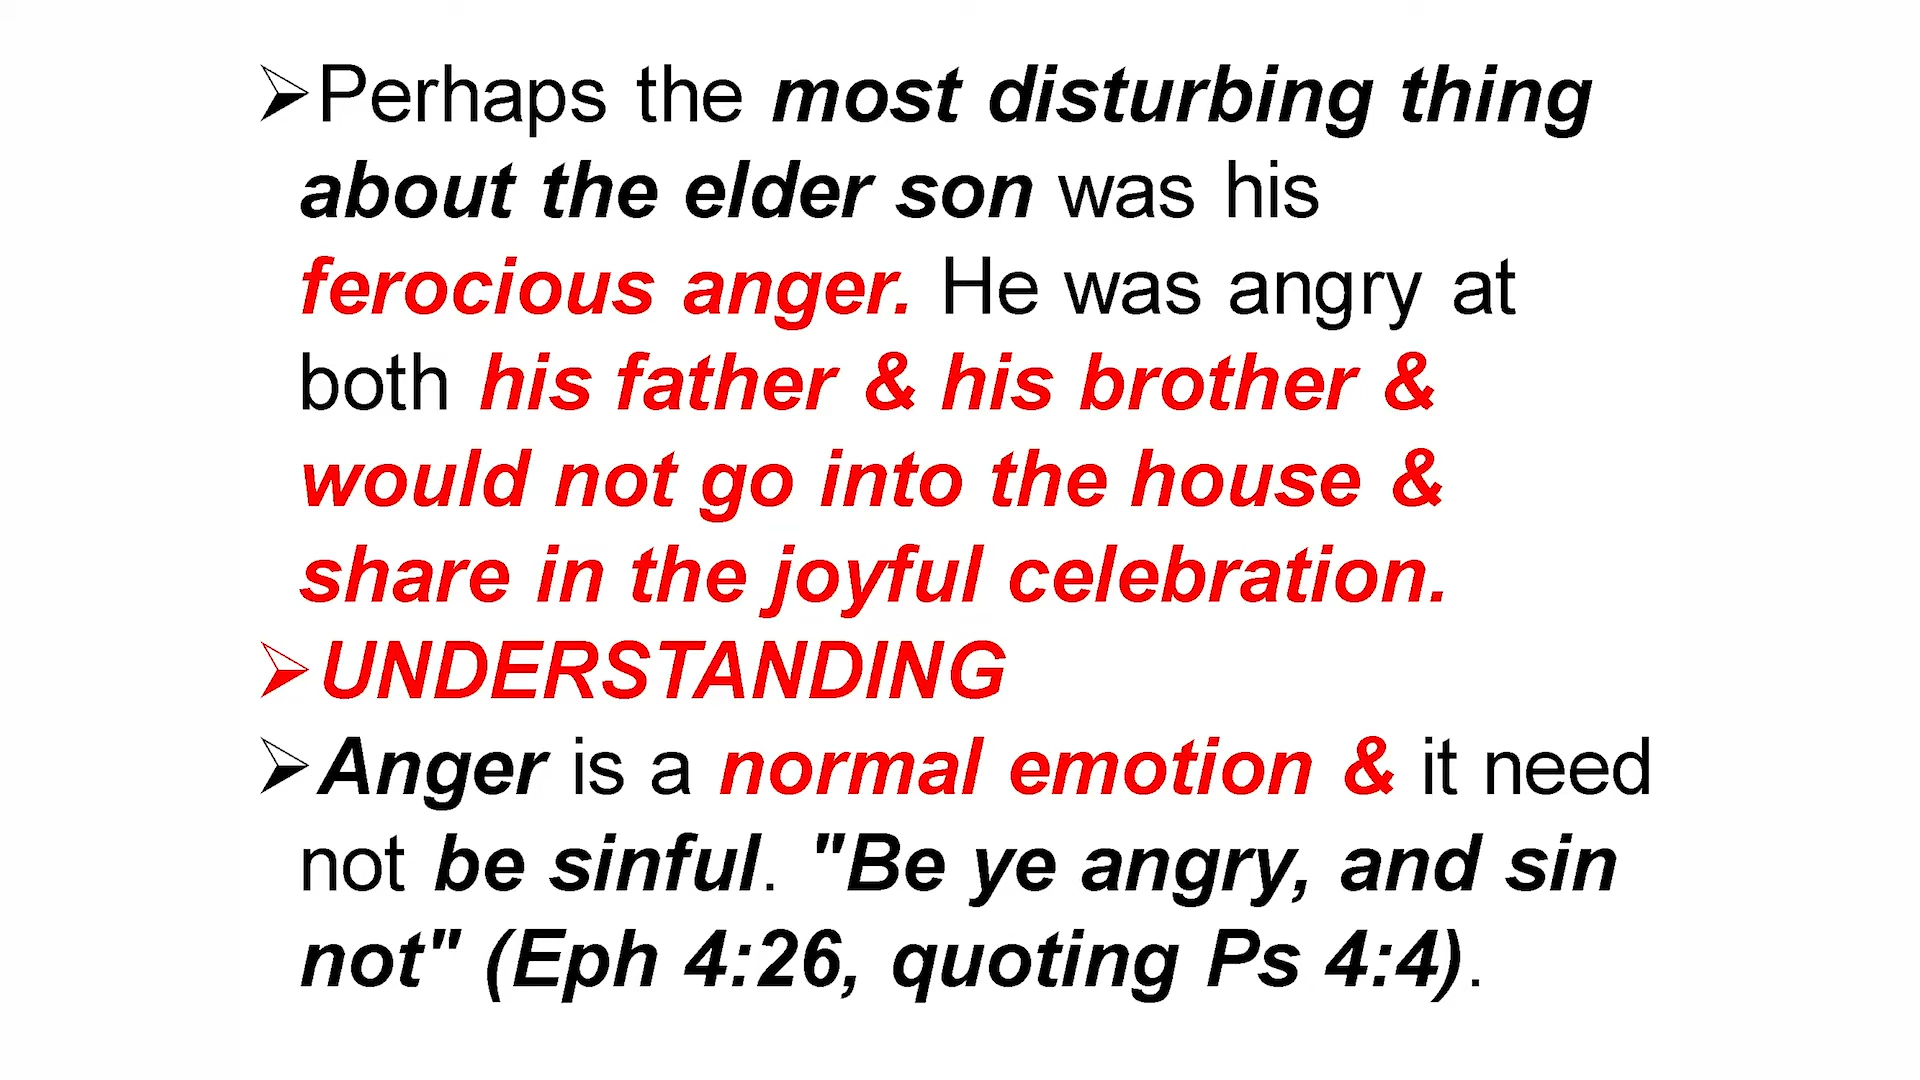 ➢Perhaps the most disturbing thing
about the elder son was his
ferocious anger. He was angry at
both his father & his brother &
would not go into the house &
share in the joyful celebration.
➢UNDERSTANDING
➢Anger is a normal emotion & it need
not be sinful. "Be ye angry, and sin
not" (Eph 4:26, quoting Ps 4:4).